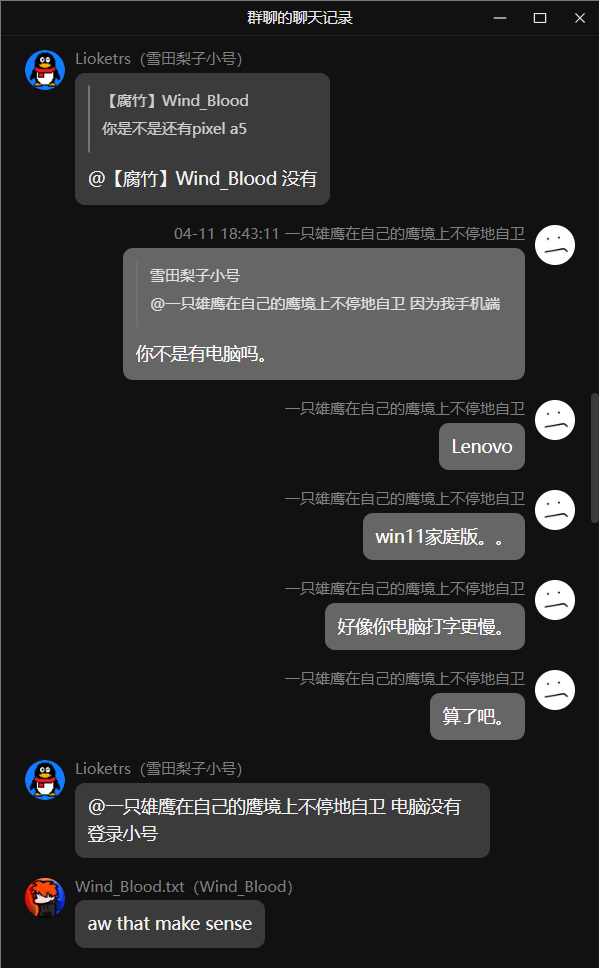 群聊的聊天记录
Lioketrs（雪田梨子小号）
【腐竹】Wind_Blood
你是不是还有pixel a5
@【腐竹】Wind_Blood 没有
04-11 18:43:11 一只雄鹰在自己的鹰境上不停地自卫
雪田梨子小号
@一只雄鹰在自己的鹰境上不停地自卫 因为我手机端
你不是有电脑吗。
一只雄鹰在自己的鹰境上不停地自卫
Lenovo
一只雄鹰在自己的鹰境上不停地自卫
win11家庭版。。
一只雄鹰在自己的鹰境上不停地自卫
好像你电脑打字更慢。
一只雄鹰在自己的鹰境上不停地自卫
算了吧。
Lioketrs（雪田梨子小号）
@一只雄鹰在自己的鹰境上不停地自卫 电脑没有
登录小号
Wind_Blood.txt（Wind_Blood）
aw that make sense